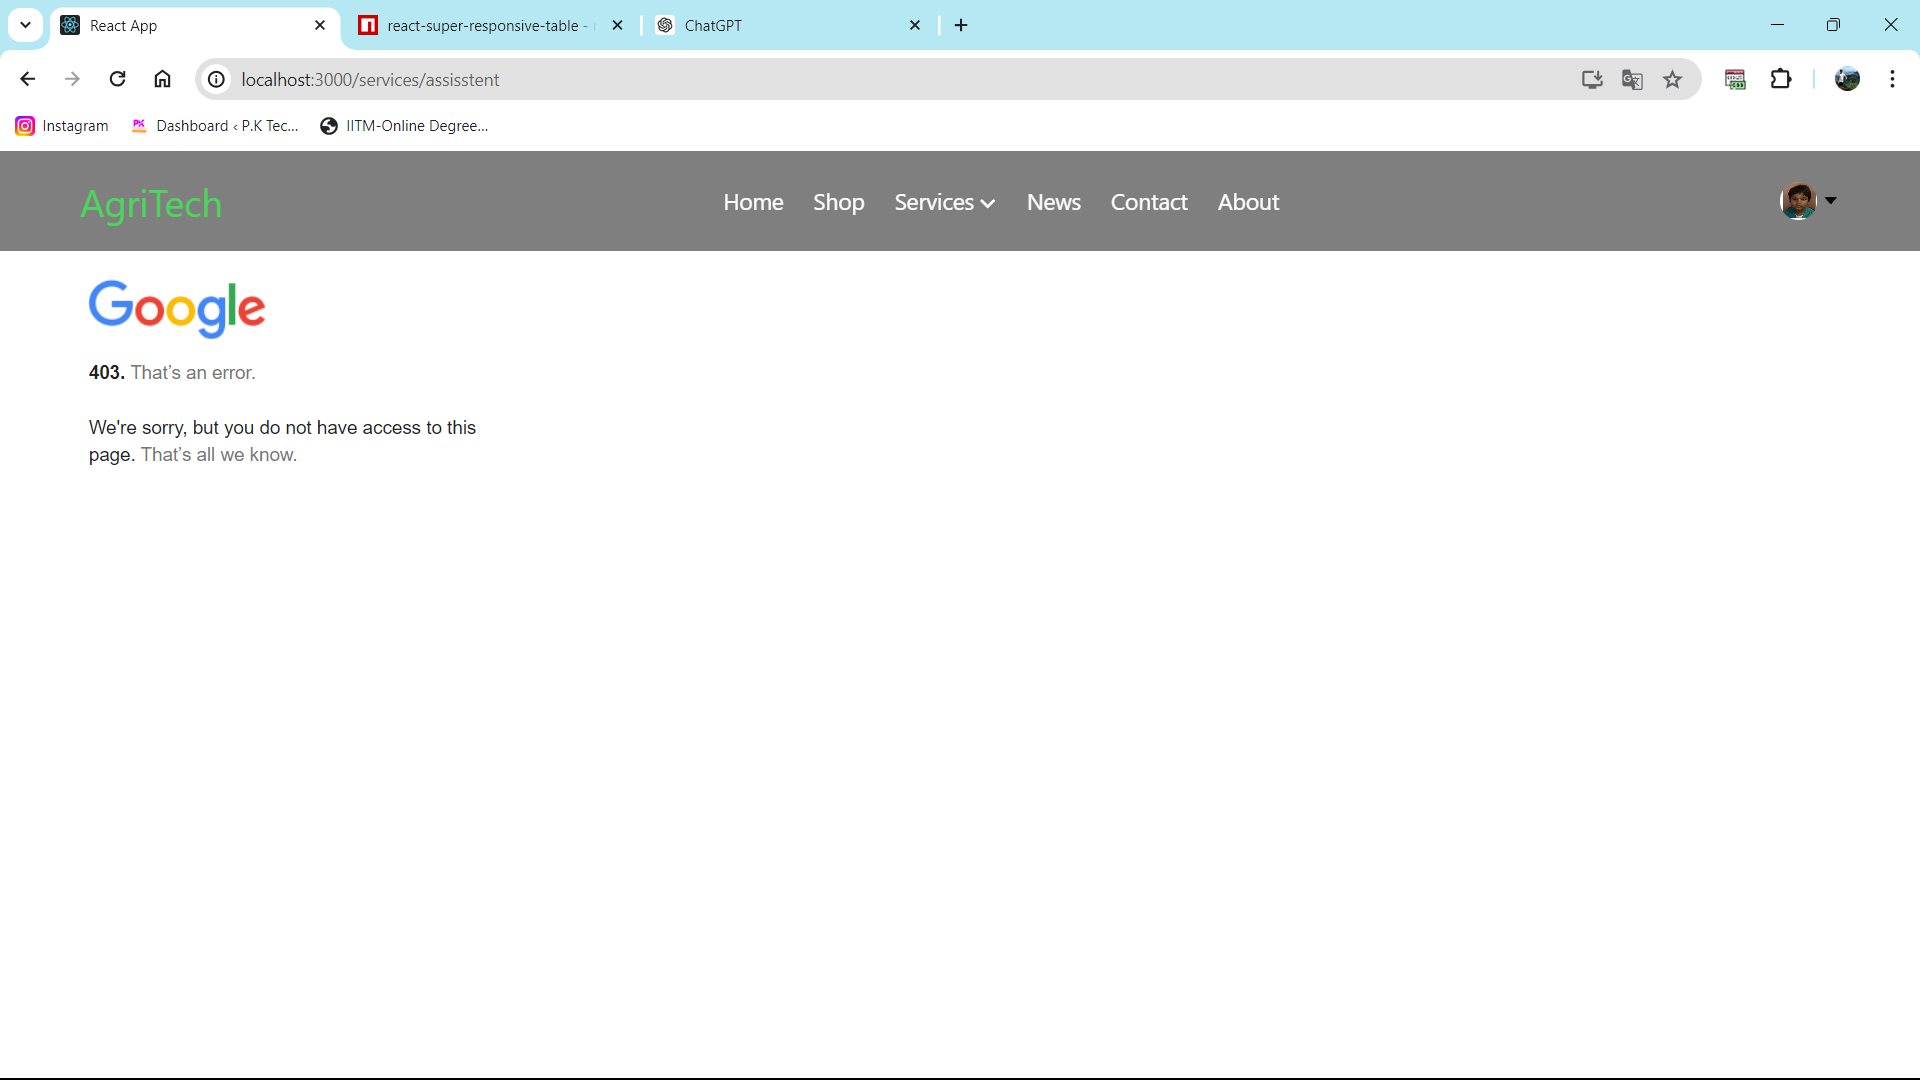 React App
react-super-responsive-table -
ChatGPT
localhost:3000/services/assisstent
Instagram
Dashboard ‹ P.K Tec...
IITM-Online Degree...
AgriTech
Home
Shop
Services
News
Contact
About
Google
403. That’s an error.
We're sorry, but you do not have access to this
page. That’s all we know.